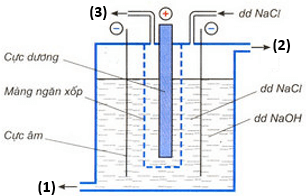 (3)
dd NaCl
(2)
Cực dương
Màng ngăn xốp
dd NaCl
dd NaOH
Cực âm
(1)